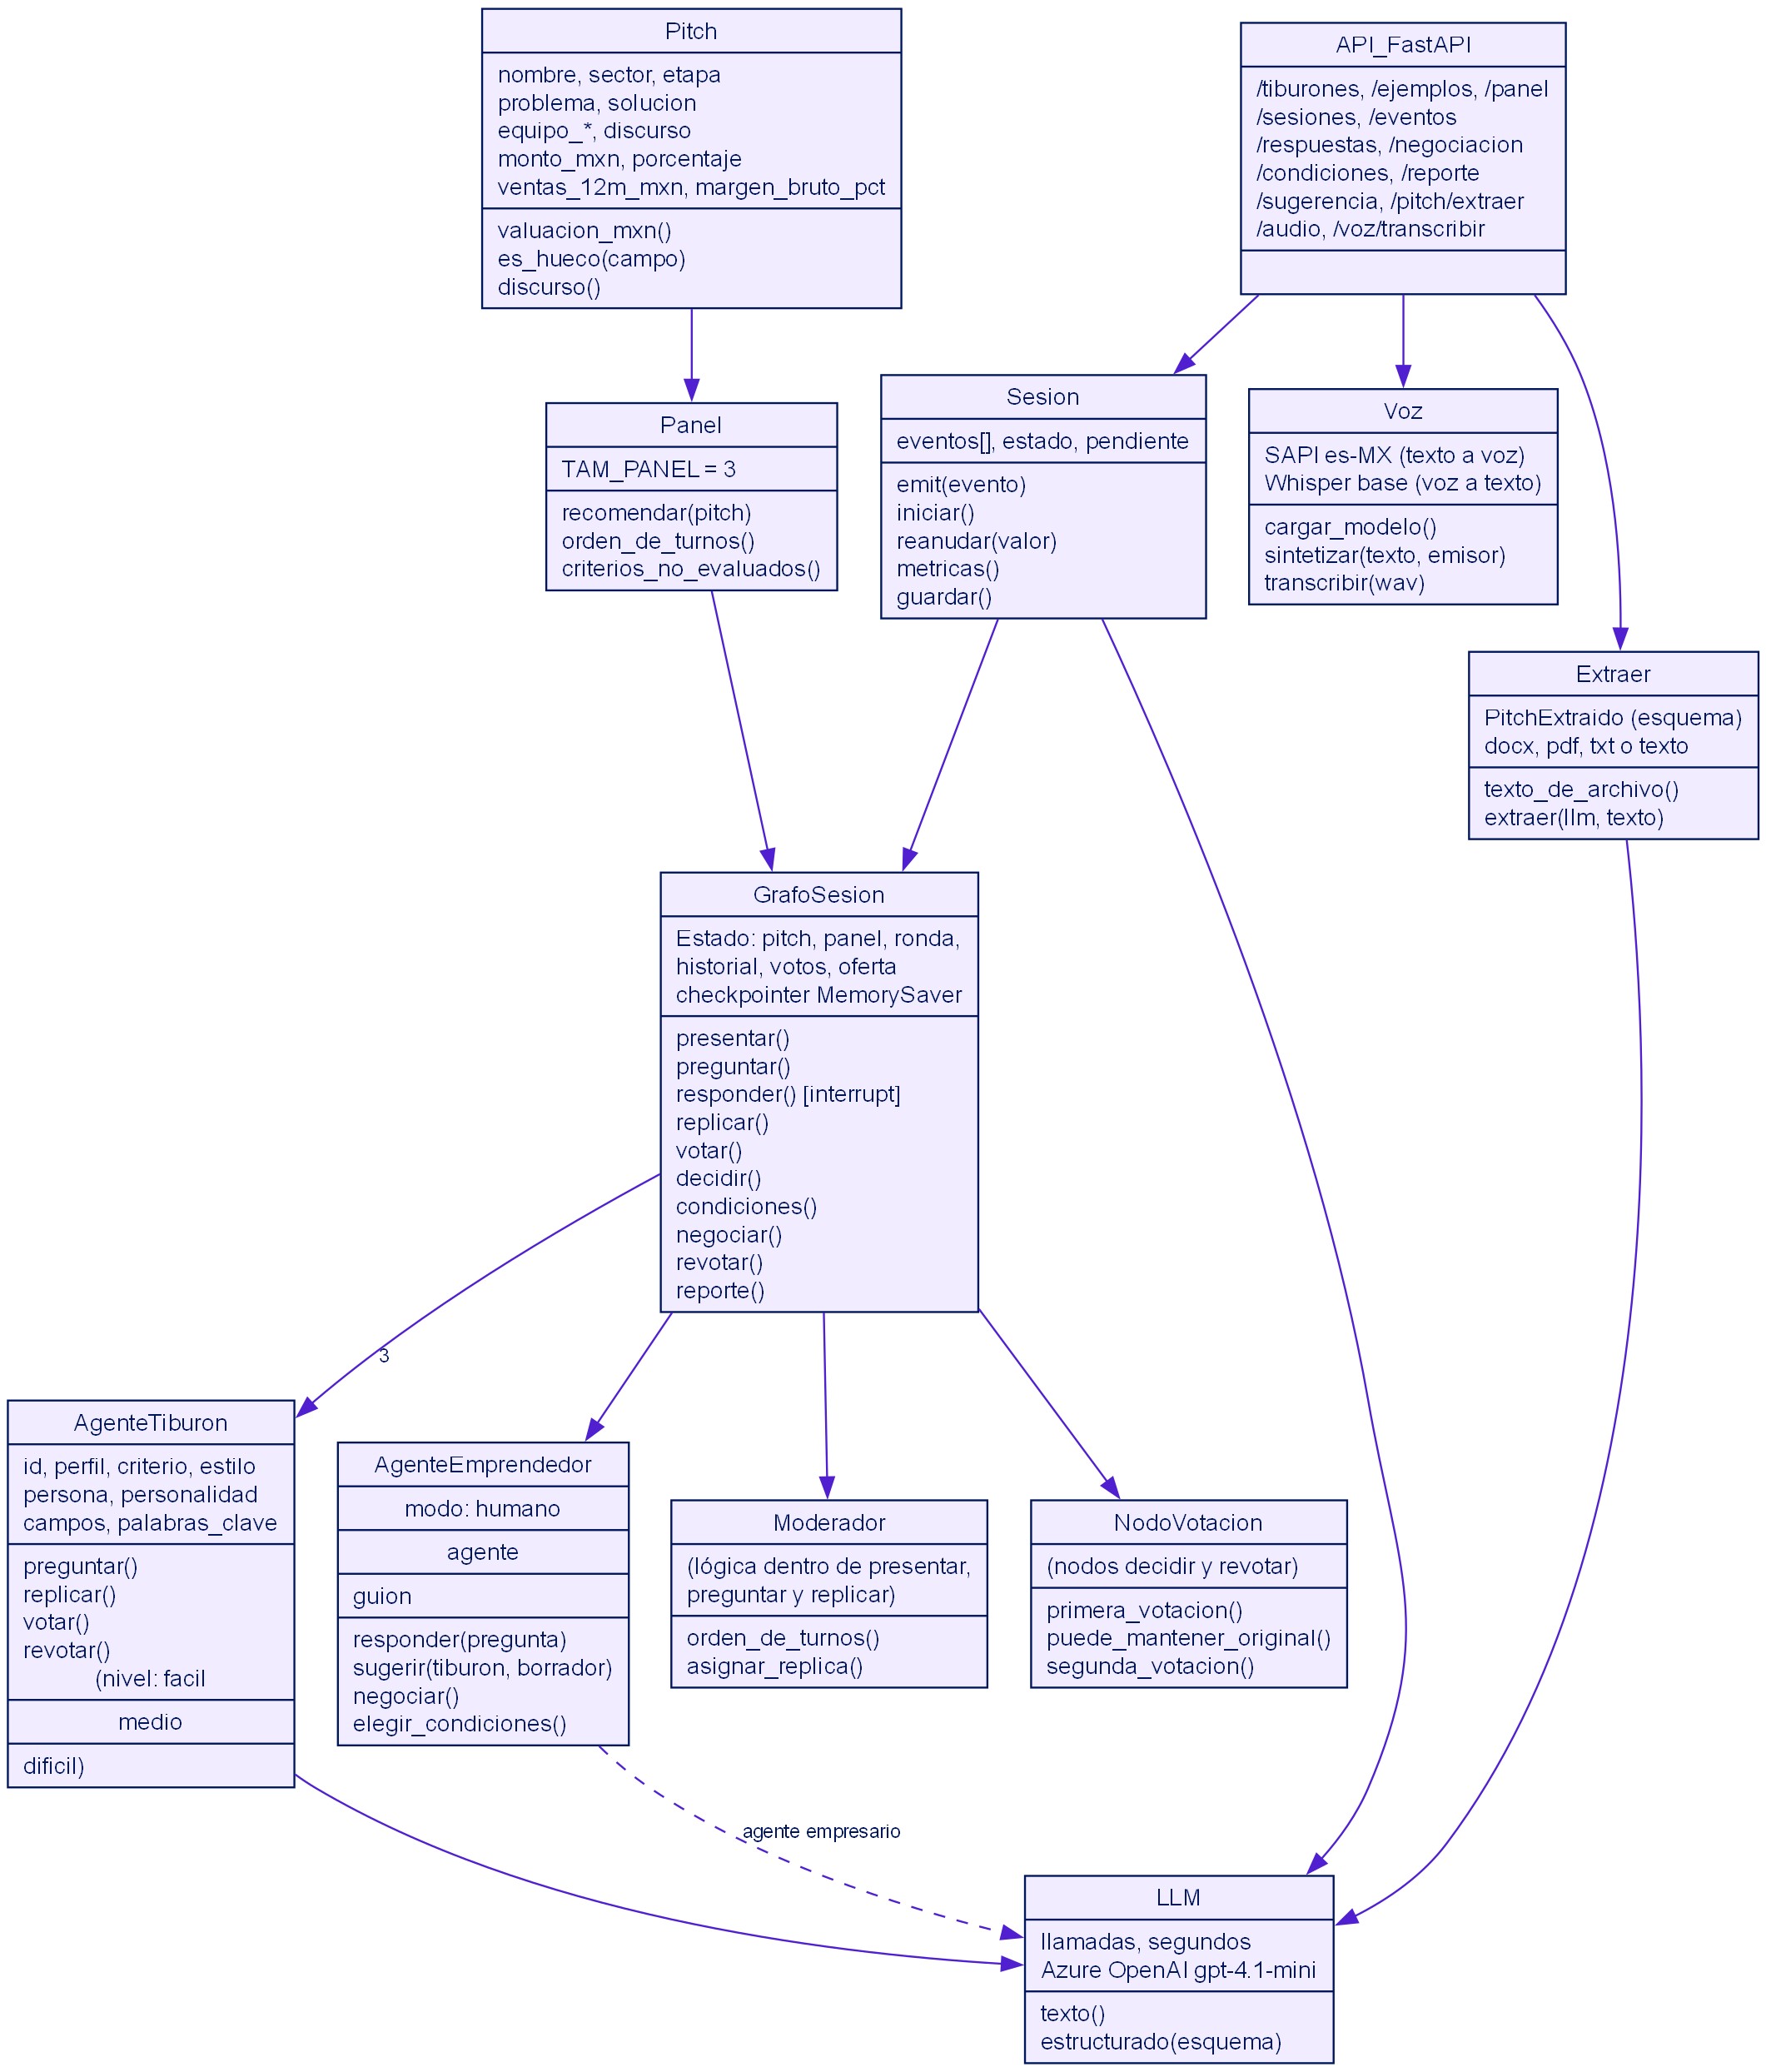 Pitch
nombre, sector, etapa
problema, solucion
equipo_*, discurso
monto_mxn, porcentaje
ventas_12m_mxn, margen_bruto_pct
valuacion_mxn()
es_hueco(campo)
discurso()
API_FastAPI
/tiburones, /ejemplos, /panel
/sesiones, /eventos
/respuestas, /negociacion
/condiciones, /reporte
/sugerencia, /pitch/extraer
/audio, /voz/transcribir
Panel
TAM_PANEL = 3
recomendar(pitch)
orden_de_turnos()
criterios_no_evaluados()
Sesion
eventos[], estado, pendiente
emit(evento)
iniciar()
reanudar(valor)
metricas()
guardar()
Voz
SAPI es-MX (texto a voz)
Whisper base (voz a texto)
cargar_modelo()
sintetizar(texto, emisor)
transcribir(wav)
Extraer
PitchExtraido (esquema)
docx, pdf, txt o texto
texto_de_archivo()
extraer(llm, texto)
GrafoSesion
Estado: pitch, panel, ronda,
historial, votos, oferta
checkpointer MemorySaver
presentar()
preguntar()
responder() [interrupt]
replicar()
votar()
decidir()
condiciones()
negociar()
revotar()
reporte()
3
AgenteTiburon
id, perfil, criterio, estilo
persona, personalidad
campos, palabras_clave
preguntar()
replicar()
votar()
revotar()
(nivel: facil
medio
dificil)
AgenteEmprendedor
modo: humano
agente
guion
responder(pregunta)
sugerir(tiburon, borrador)
negociar()
elegir_condiciones()
Moderador
(lógica dentro de presentar,
preguntar y replicar)
orden_de_turnos()
asignar_replica()
NodoVotacion
(nodos decidir y revotar)
primera_votacion()
puede_mantener_original()
segunda_votacion()
agente empresario
LLM
llamadas, segundos
Azure OpenAI gpt-4.1-mini
texto()
estructurado(esquema)